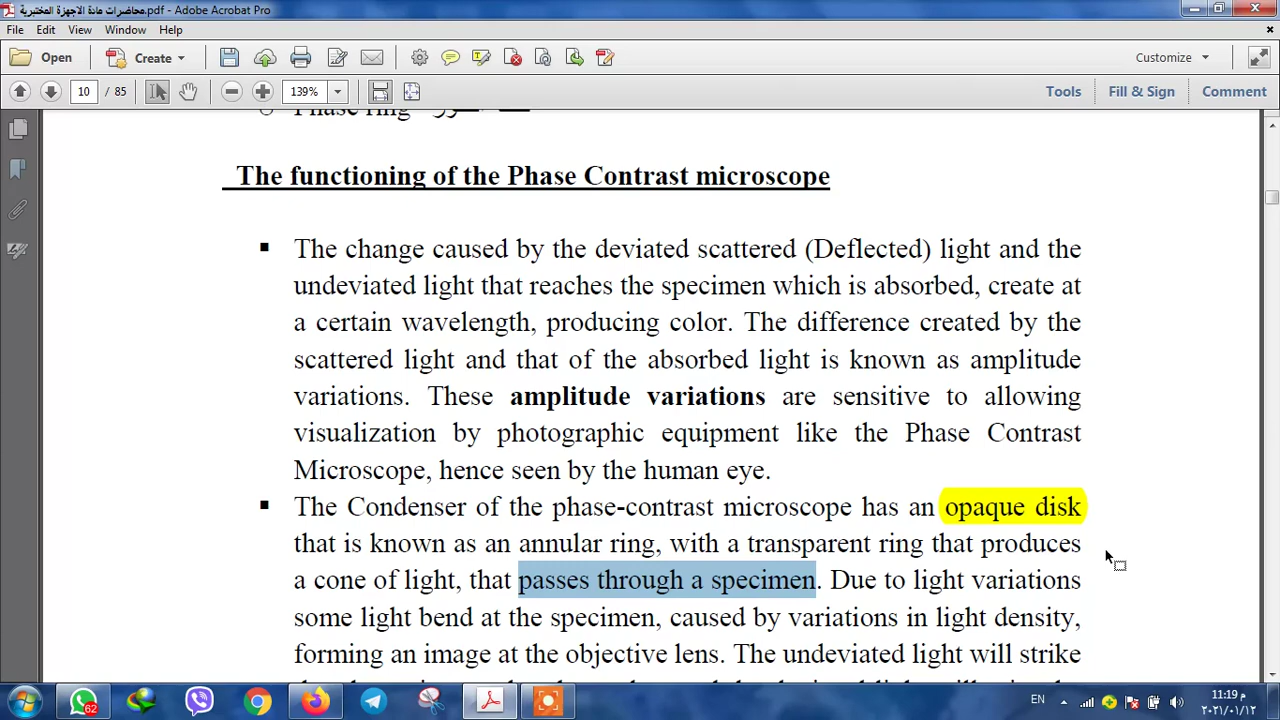 محاضرات مادة الاجهزة المختبرية.pdf - Adobe Acrobat Pro
File Edit View Window Help
Open Create Customize
10 / 85 139% Tools Fill & Sign Comment
Phase ring
The functioning of the Phase Contrast microscope
▪ The change caused by the deviated scattered (Deflected) light and the
undeviated light that reaches the specimen which is absorbed, create at
a certain wavelength, producing color. The difference created by the
scattered light and that of the absorbed light is known as amplitude
variations. These amplitude variations are sensitive to allowing
visualization by photographic equipment like the Phase Contrast
Microscope, hence seen by the human eye.
▪ The Condenser of the phase-contrast microscope has an opaque disk
that is known as an annular ring, with a transparent ring that produces
a cone of light, that passes through a specimen. Due to light variations
some light bend at the specimen, caused by variations in light density,
forming an image at the objective lens. The undeviated light will strike
62
EN
11:19 م
٢٠٢١/٠١/١٢